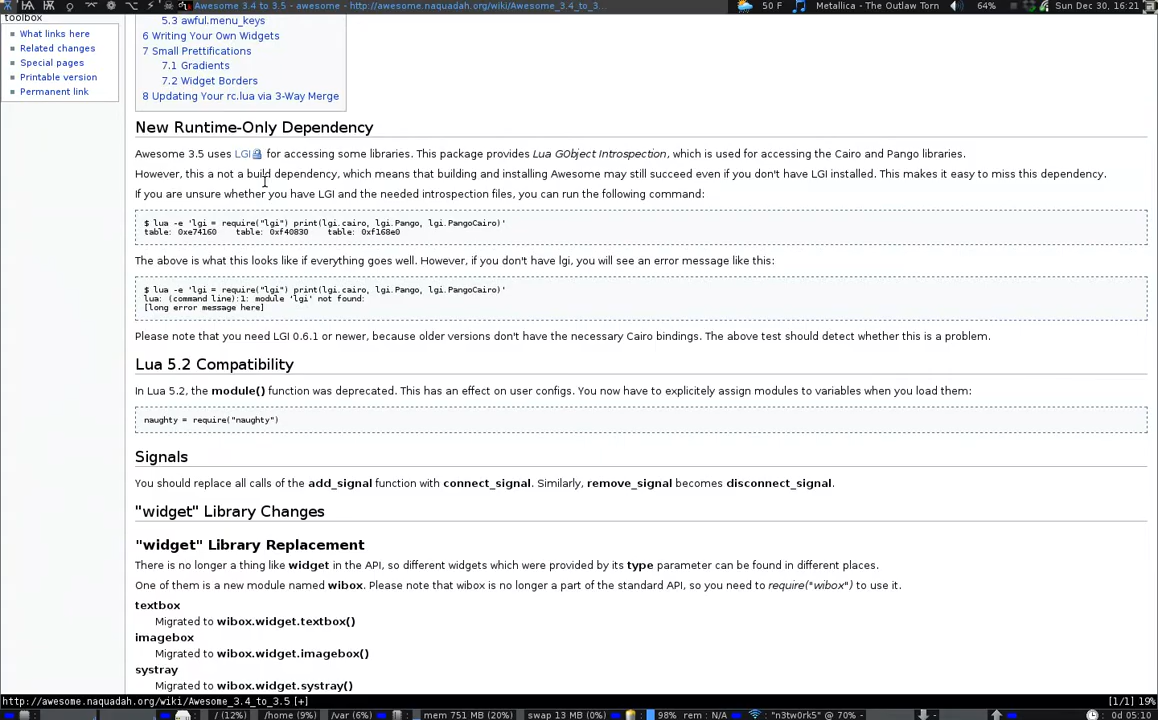 Awesome 3.4 to 3.5 - awesome - http://awesome.naquadah.org/wiki/Awesome_3.4_to_3...
50 F
Metallica - The Outlaw Torn
64%
Sun Dec 30, 16:21
toolbox
What links here
Related changes
Special pages
Printable version
Permanent link
5.3 awful.menu_keys
6 Writing Your Own Widgets
7 Small Prettifications
7.1 Gradients
7.2 Widget Borders
8 Updating Your rc.lua via 3-Way Merge
New Runtime-Only Dependency
Awesome 3.5 uses LGI for accessing some libraries. This package provides Lua GObject Introspection, which is used for accessing the Cairo and Pango libraries.
However, this a not a build dependency, which means that building and installing Awesome may still succeed even if you don't have LGI installed. This makes it easy to miss this dependency.
If you are unsure whether you have LGI and the needed introspection files, you can run the following command:
$ lua -e 'lgi = require("lgi") print(lgi.cairo, lgi.Pango, lgi.PangoCairo)'
table: 0xe74160    table: 0xf40830    table: 0xf168e0
The above is what this looks like if everything goes well. However, if you don't have lgi, you will see an error message like this:
$ lua -e 'lgi = require("lgi") print(lgi.cairo, lgi.Pango, lgi.PangoCairo)'
lua: (command line):1: module 'lgi' not found:
[long error message here]
Please note that you need LGI 0.6.1 or newer, because older versions don't have the necessary Cairo bindings. The above test should detect whether this is a problem.
Lua 5.2 Compatibility
In Lua 5.2, the module() function was deprecated. This has an effect on user configs. You now have to explicitely assign modules to variables when you load them:
naughty = require("naughty")
Signals
You should replace all calls of the add_signal function with connect_signal. Similarly, remove_signal becomes disconnect_signal.
"widget" Library Changes
"widget" Library Replacement
There is no longer a thing like widget in the API, so different widgets which were provided by its type parameter can be found in different places.
One of them is a new module named wibox. Please note that wibox is no longer a part of the standard API, so you need to require("wibox") to use it.
textbox
Migrated to wibox.widget.textbox()
imagebox
Migrated to wibox.widget.imagebox()
systray
Migrated to wibox.widget.systray()
http://awesome.naquadah.org/wiki/Awesome_3.4_to_3.5 [+]
[1/1] 19%
/ (12%)
/home (9%)
/var (6%)
mem 751 MB (20%)
swap 13 MB (0%)
98%
rem : N/A
"n3tw0rk5" @ 70%
0d 05:10